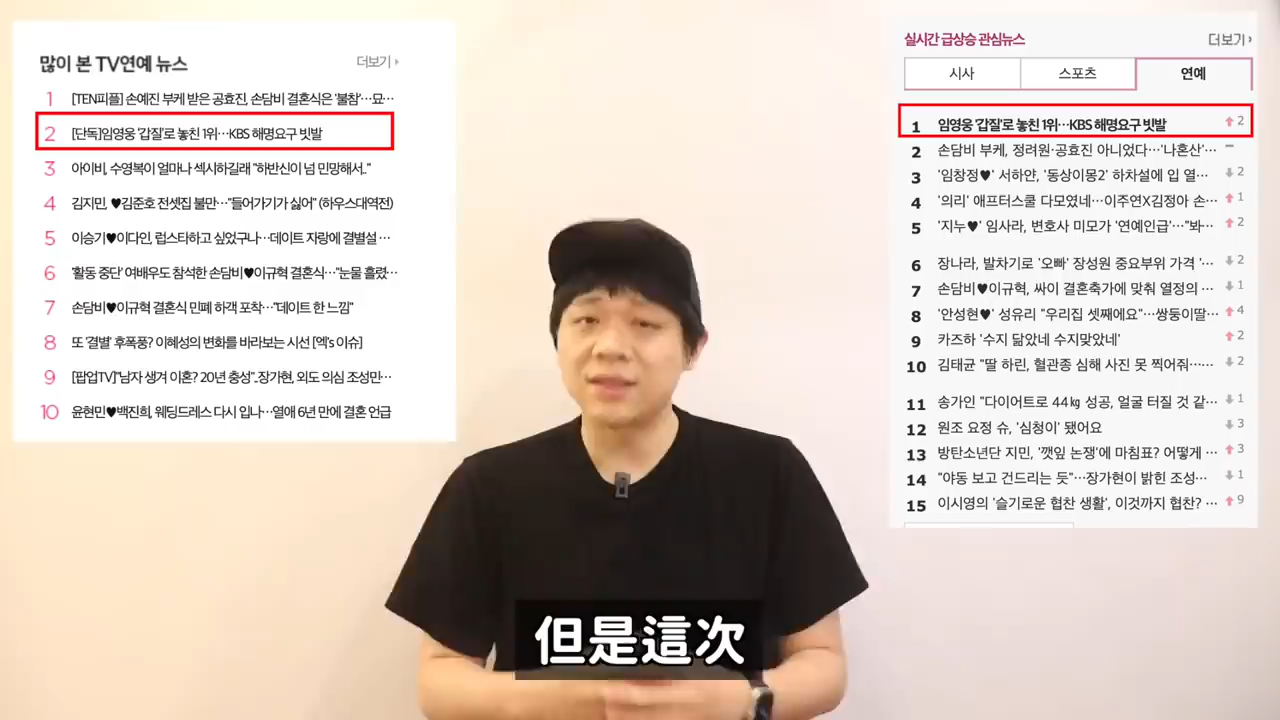 많이 본 TV연예 뉴스
더보기
1 [TEN피플] 손예진 부케 받은 공효진, 손담비 결혼식은 '불참'…묘…
2 [단독]임영웅 '갑질'로 놓친 1위…KBS 해명요구 빗발
3 아이비, 수영복이 얼마나 섹시하길래 "하반신이 넘 민망해서.."
4 김지민, ♥김준호 전셋집 불만…"들어가기가 싫어" (하우스대역전)
5 이승기♥이다인, 럽스타하고 싶었구나…데이트 자랑에 결별설 …
6 '활동 중단' 여배우도 참석한 손담비♥이규혁 결혼식…"눈물 흘렸…
7 손담비♥이규혁 결혼식 민폐 하객 포착…"데이트 한 느낌"
8 또 '결별' 후폭풍? 이혜성의 변화를 바라보는 시선 [엑's 이슈]
9 [팝업TV]"남자 생겨 이혼? 20년 충성"..장가현, 외도 의심 조성민…
10 윤현민♥백진희, 웨딩드레스 다시 입나…열애 6년 만에 결혼 언급
실시간 급상승 관심뉴스
더보기
시사 스포츠 연예
1 임영웅 '갑질'로 놓친 1위…KBS 해명요구 빗발 2
2 손담비 부케, 정려원·공효진 아니었다…'나혼산'…
3 '임창정♥' 서하얀, '동상이몽2' 하차설에 입 열… 2
4 '의리' 애프터스쿨 다모였네…이주연X김정아 손… 1
5 '지누♥' 임사라, 변호사 미모가 '연예인급'…"봐… 2
6 장나라, 발차기로 '오빠' 장성원 중요부위 가격 '… 2
7 손담비♥이규혁, 싸이 결혼축가에 맞춰 열정의 … 1
8 '안성현♥' 성유리 "우리집 셋째에요"…쌍둥이딸… 4
9 카즈하 '수지 닮았네 수지맞았네' 2
10 김태균 "딸 하린, 혈관종 심해 사진 못 찍어줘… 2
11 송가인 "다이어트로 44㎏ 성공, 얼굴 터질 것 같… 1
12 원조 요정 슈, '심청이' 됐어요 3
13 방탄소년단 지민, '깻잎 논쟁'에 마침표? 어떻게 … 3
14 "야동 보고 건드리는 듯"…장가현이 밝힌 조성… 1
15 이시영의 '슬기로운 협찬 생활', 이것까지 협찬? … 9
但是這次